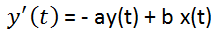 y′(t) = - ay(t) + b x(t)